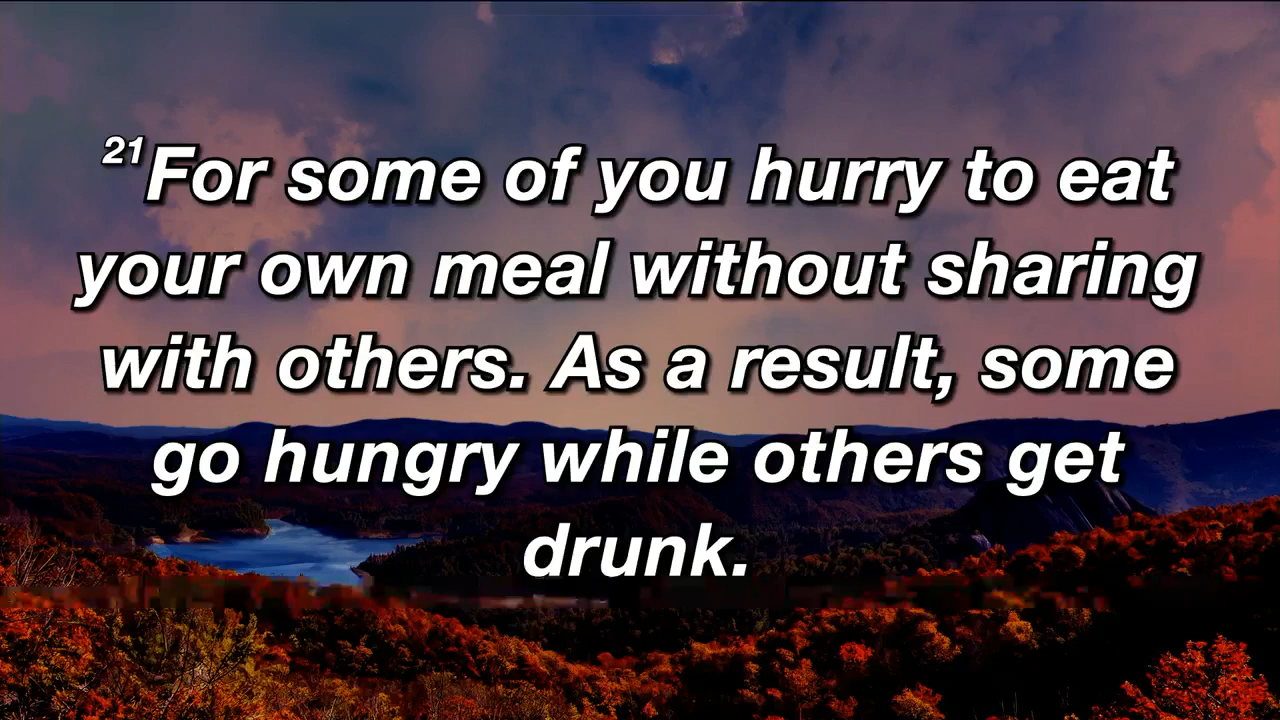 21For some of you hurry to eat
your own meal without sharing
with others. As a result, some
go hungry while others get
drunk.